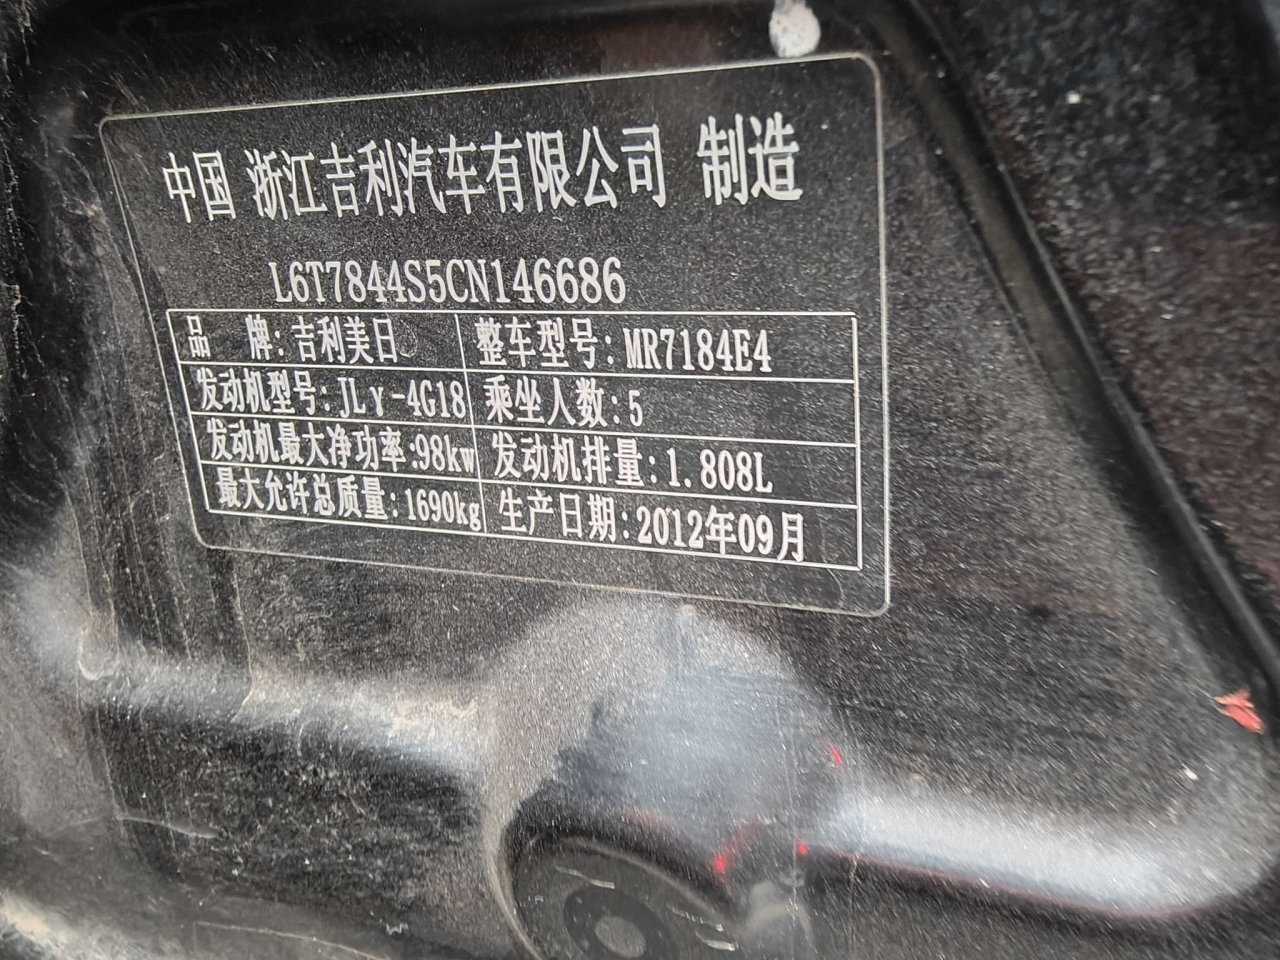 中国 浙江吉利汽车有限公司 制造
L6T7844S5CN146686
品 牌:吉利美日 整车型号:MR7184E4
发动机型号:JLγ-4G18 乘坐人数:5
发动机最大净功率:98kw 发动机排量:1.808L
最大允许总质量:1690kg 生产日期:2012年09月